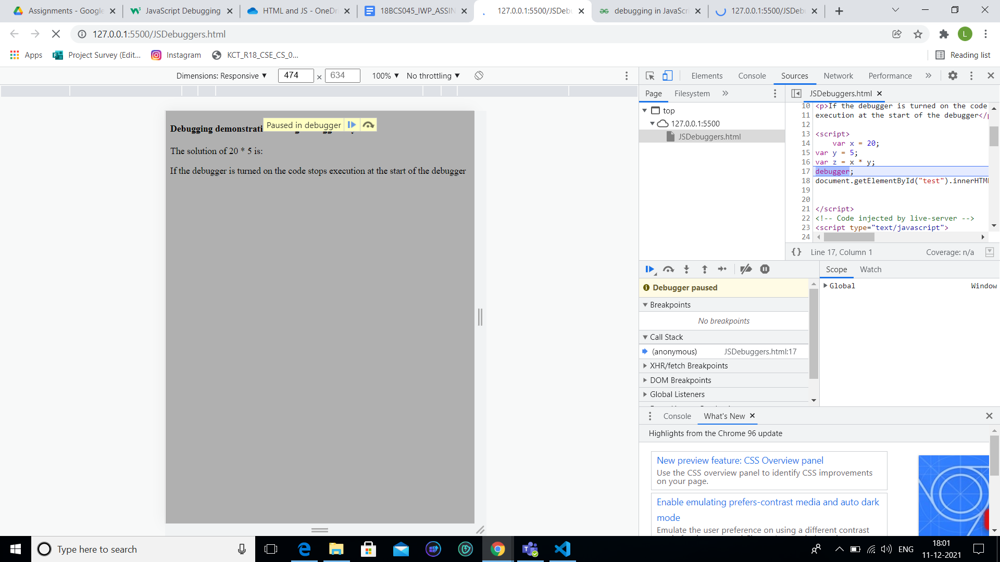 Assignments - Google
JavaScript Debugging
HTML and JS - OneDr
18BCS045_IWP_ASSIN
127.0.0.1:5500/JSDeb
debugging in JavaScri
127.0.0.1:5500/JSDeb
127.0.0.1:5500/JSDebuggers.html
L
Apps
Project Survey (Edit...
Instagram
KCT_R18_CSE_CS_0...
Reading list
Dimensions: Responsive ▼ 474 × 634 100% ▼ No throttling ▼
Elements Console Sources Network Performance »
Page Filesystem »
JSDebuggers.html
top
127.0.0.1:5500
JSDebuggers.html
Debugging demonstrati
Paused in debugger
The solution of 20 * 5 is:
If the debugger is turned on the code stops execution at the start of the debugger
10 <p>If the debugger is turned on the code
11 execution at the start of the debugger</p
12
13 <script>
14 var x = 20;
15 var y = 5;
16 var z = x * y;
17 debugger;
18 document.getElementById("test").innerHTM
19
20
21 </script>
22 <!-- Code injected by live-server -->
23 <script type="text/javascript">
24
{} Line 17, Column 1 Coverage: n/a
Scope Watch
Debugger paused
Breakpoints
No breakpoints
Call Stack
(anonymous) JSDebuggers.html:17
XHR/fetch Breakpoints
DOM Breakpoints
Global Listeners
Global Window
Console What's New
Highlights from the Chrome 96 update
New preview feature: CSS Overview panel
Use the CSS overview panel to identify CSS improvements
on your page.
Enable emulating prefers-contrast media and auto dark
mode
Emulate the user preference on using a different contrast
Type here to search
ENG
18:01
11-12-2021